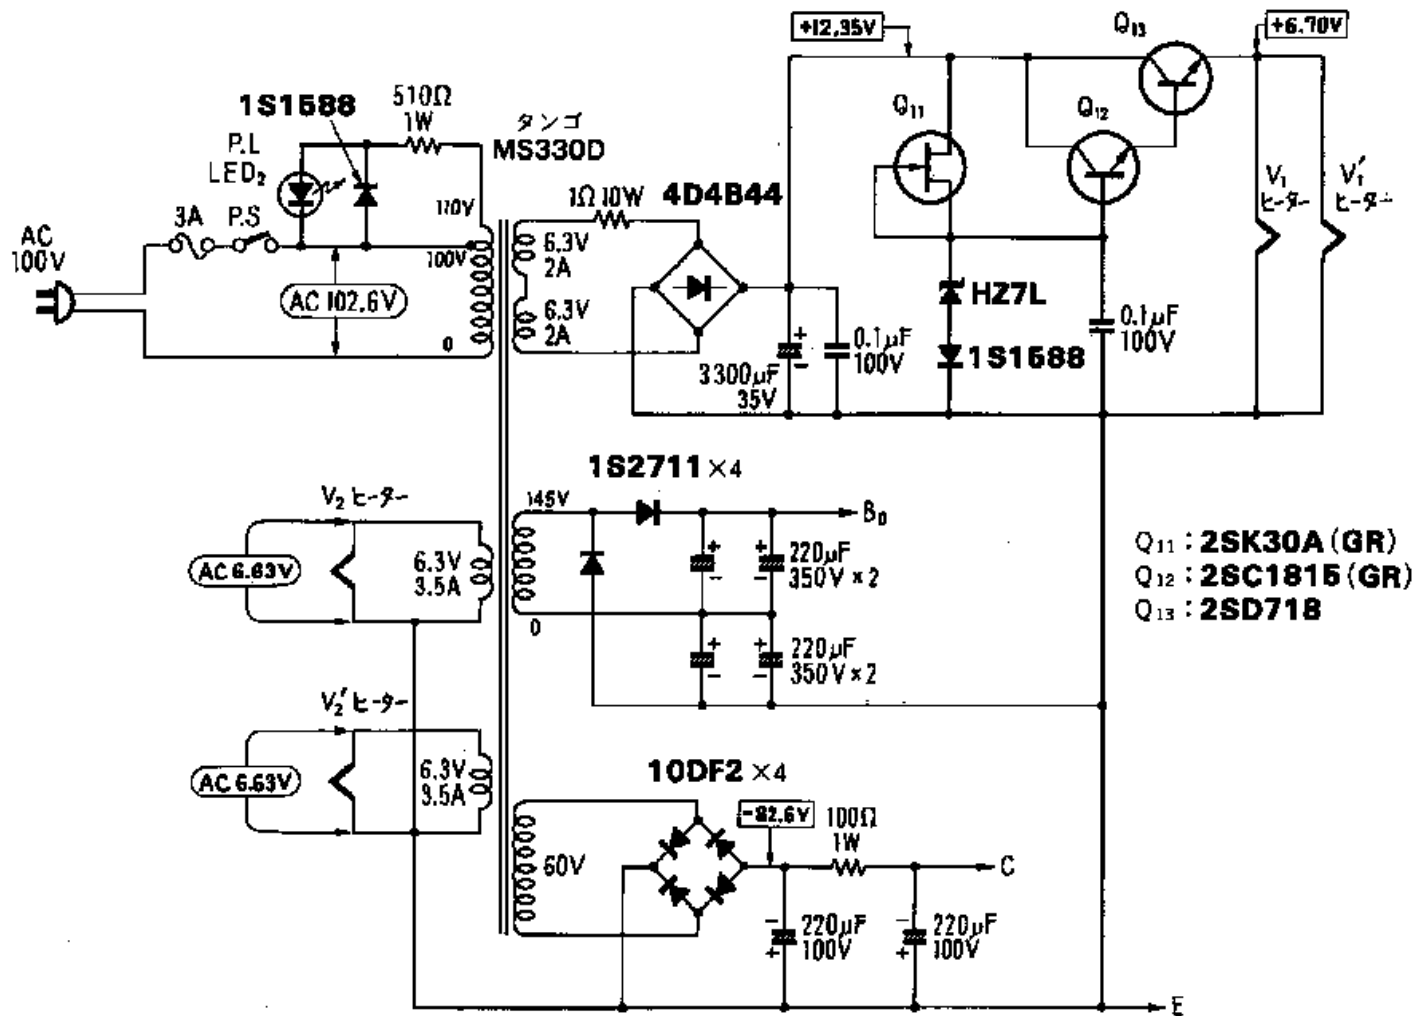 +12.35V
Q13
+6.70V
1S1588
510Ω
1W
タンゴ
MS330D
P.L
LED2
Q11
Q12
3A
P.S
110V
1Ω 10W
4D4B44
V1
ヒーター
V1'
ヒーター
AC
100V
100V
6.3V
2A
AC 102.6V
6.3V
2A
HZ7L
0
0.1μF
100V
0.1μF
100V
1S1588
3300μF
35V
1S2711×4
V2 ヒーター
145V
B0
AC 6.63V
6.3V
3.5A
220μF
350V×2
Q11 : 2SK30A (GR)
Q12 : 2SC1815 (GR)
Q13 : 2SD718
0
220μF
350V×2
V2' ヒーター
AC 6.63V
6.3V
3.5A
10DF2 ×4
-82.6V
100Ω
1W
60V
C
220μF
100V
220μF
100V
E